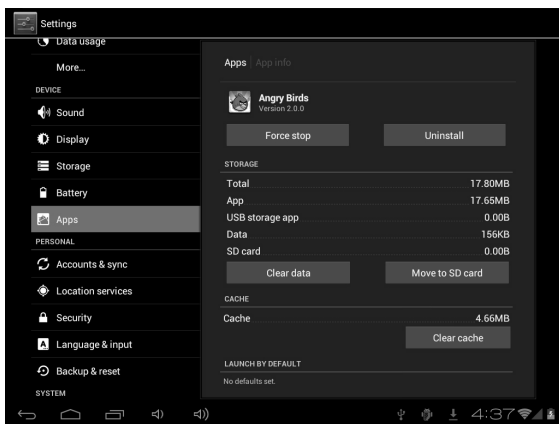 Settings
Data usage
More...
DEVICE
Sound
Display
Storage
Battery
Apps
PERSONAL
Accounts & sync
Location services
Security
Language & input
Backup & reset
SYSTEM
Apps App info
Angry Birds
Version 2.0.0
Force stop Uninstall
STORAGE
Total 17.80MB
App 17.65MB
USB storage app 0.00B
Data 156KB
SD card 0.00B
Clear data Move to SD card
CACHE
Cache 4.66MB
Clear cache
LAUNCH BY DEFAULT
No defaults set.
4:37